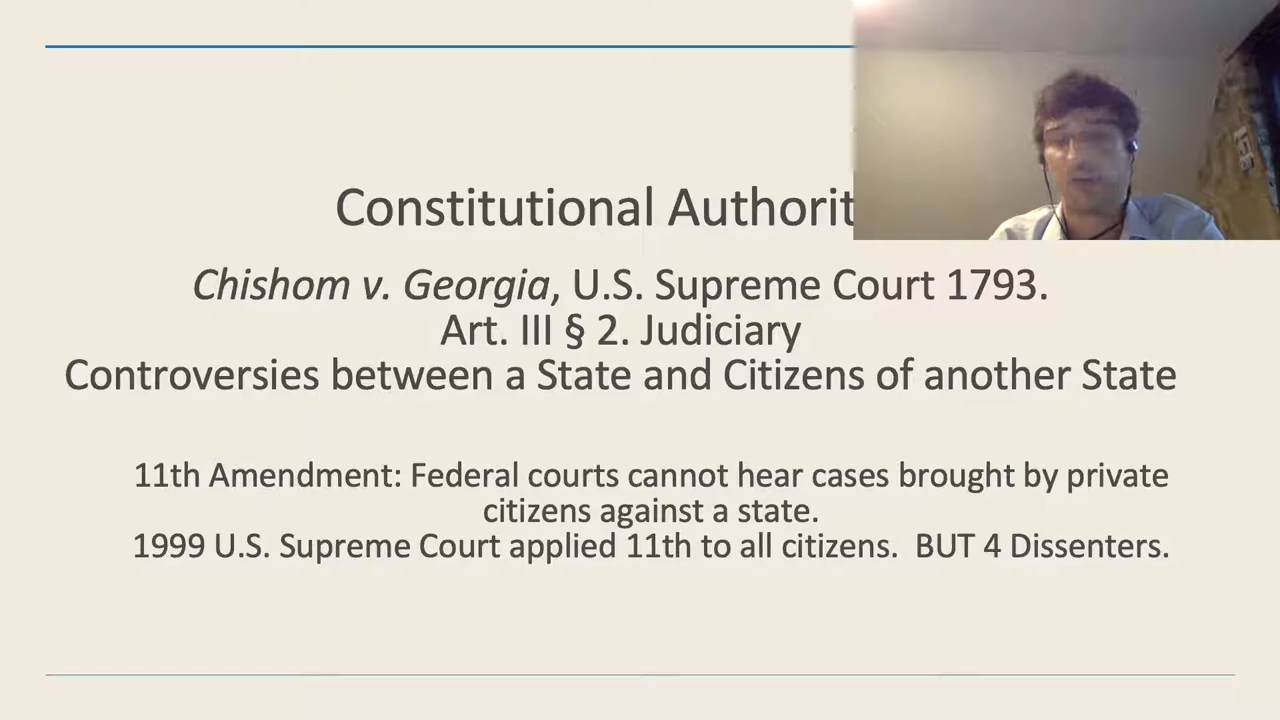 Constitutional Authorit
Chishom v. Georgia, U.S. Supreme Court 1793.
Art. III § 2. Judiciary
Controversies between a State and Citizens of another State
11th Amendment: Federal courts cannot hear cases brought by private
citizens against a state.
1999 U.S. Supreme Court applied 11th to all citizens. BUT 4 Dissenters.